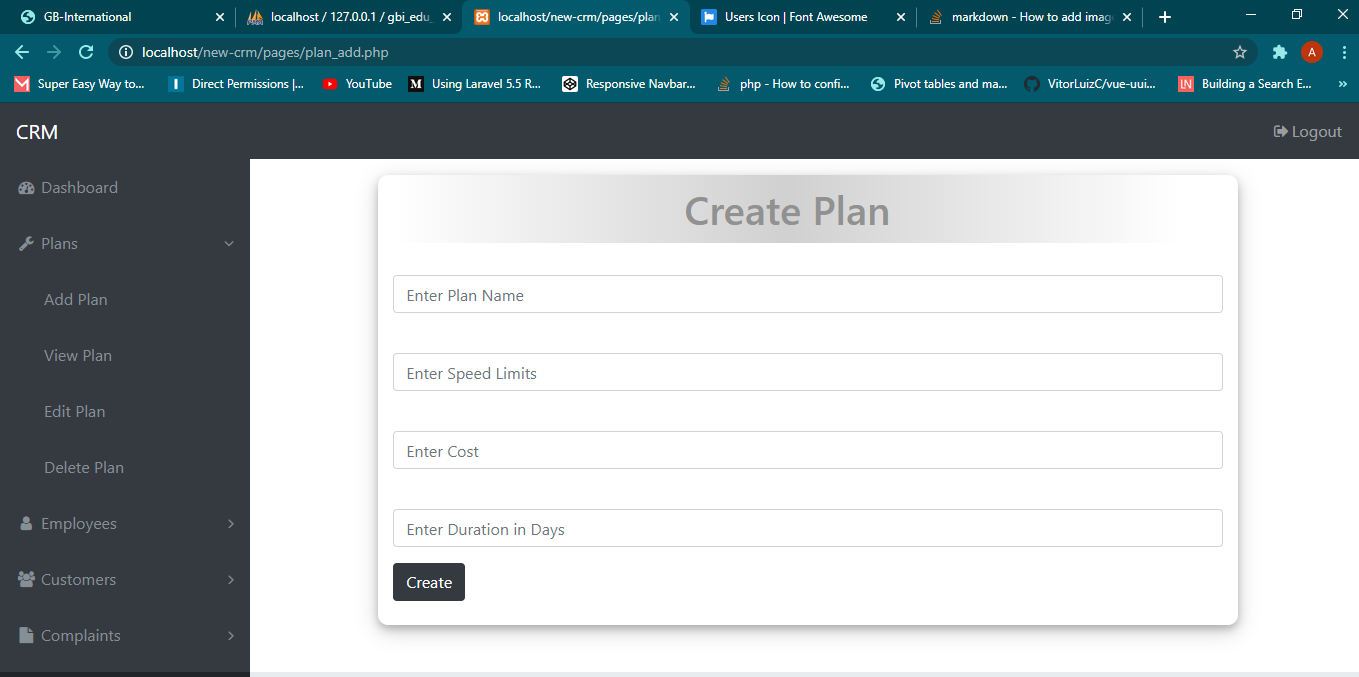 GB-International
localhost / 127.0.0.1 / gbi_edu_
localhost/new-crm/pages/plan
Users Icon | Font Awesome
markdown - How to add image
localhost/new-crm/pages/plan_add.php
A
Super Easy Way to...
Direct Permissions |...
YouTube
M Using Laravel 5.5 R...
Responsive Navbar...
php - How to confi...
Pivot tables and ma...
VitorLuizC/vue-uui...
Building a Search E...
CRM
Logout
Dashboard
Plans
Add Plan
View Plan
Edit Plan
Delete Plan
Employees
Customers
Complaints
Create Plan
Enter Plan Name
Enter Speed Limits
Enter Cost
Enter Duration in Days
Create